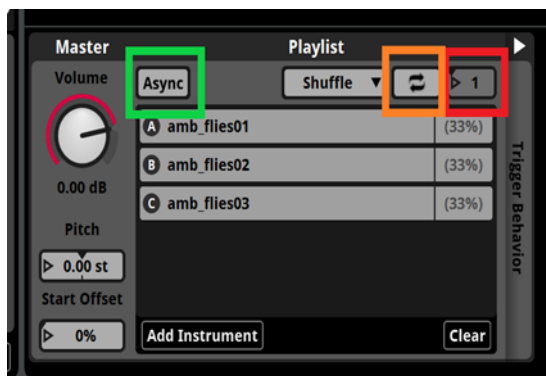 Master
Playlist
Volume
Async
Shuffle
1
A amb_flies01 (33%)
B amb_flies02 (33%)
C amb_flies03 (33%)
0.00 dB
Pitch
0.00 st
Start Offset
0%
Add Instrument
Clear
Trigger Behavior